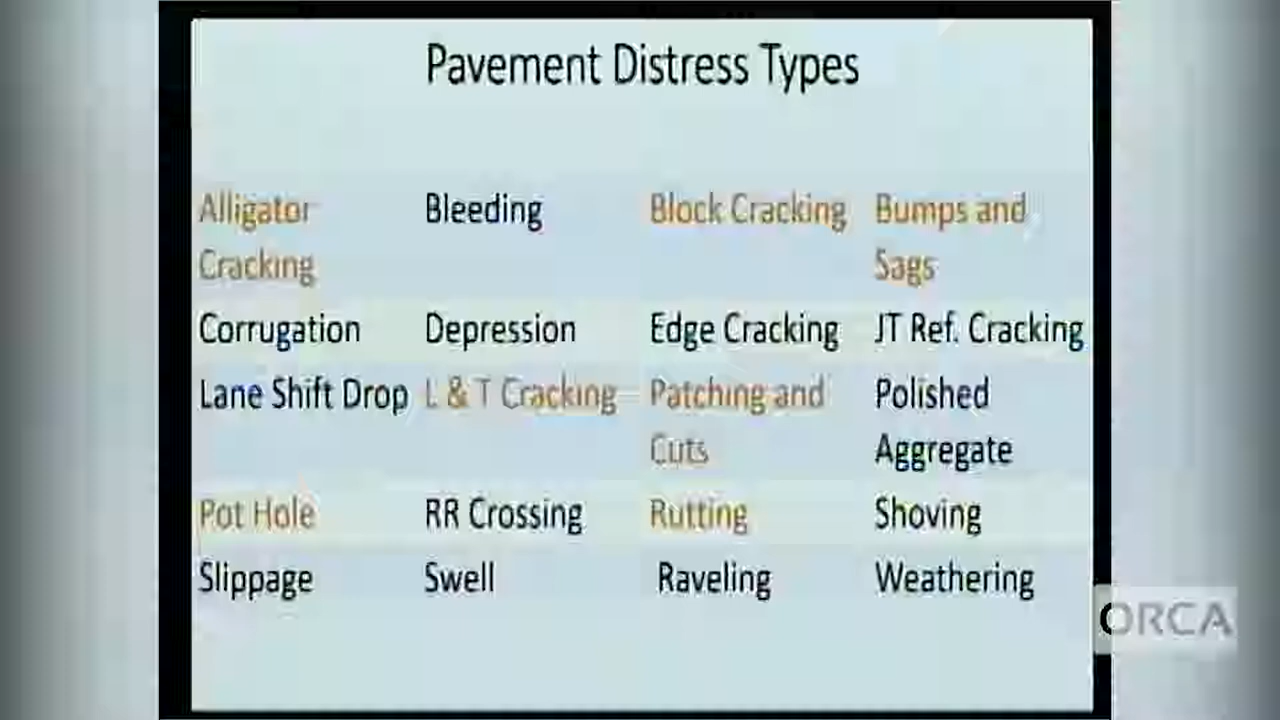 Pavement Distress Types
Alligator Bleeding Block Cracking Bumps and
Cracking Sags
Corrugation Depression Edge Cracking JT Ref. Cracking
Lane Shift Drop L & T Cracking Patching and Polished
Cuts Aggregate
Pot Hole RR Crossing Rutting Shoving
Slippage Swell Raveling Weathering
ORCA